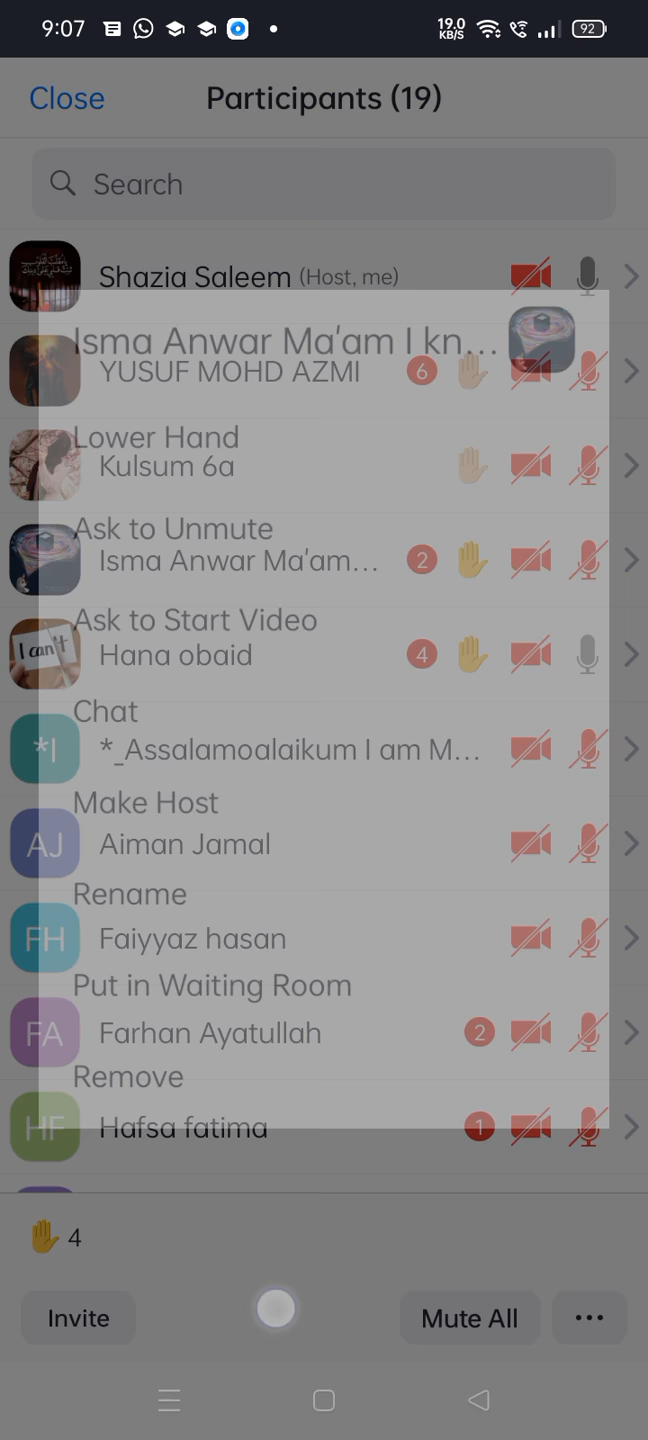 9:07
19.0
KB/S
92
Close
Participants (19)
Search
Shazia Saleem (Host, me)
Isma Anwar Ma'am I kn...
YUSUF MOHD AZMI 6
Lower Hand
Kulsum 6a
Ask to Unmute
Isma Anwar Ma'am... 2
Ask to Start Video
I can't
Hana obaid 4
Chat
*I *_Assalamoalaikum I am M...
Make Host
AJ Aiman Jamal
Rename
FH Faiyyaz hasan
Put in Waiting Room
FA Farhan Ayatullah 2
Remove
HF Hafsa fatima 1
4
Invite
Mute All